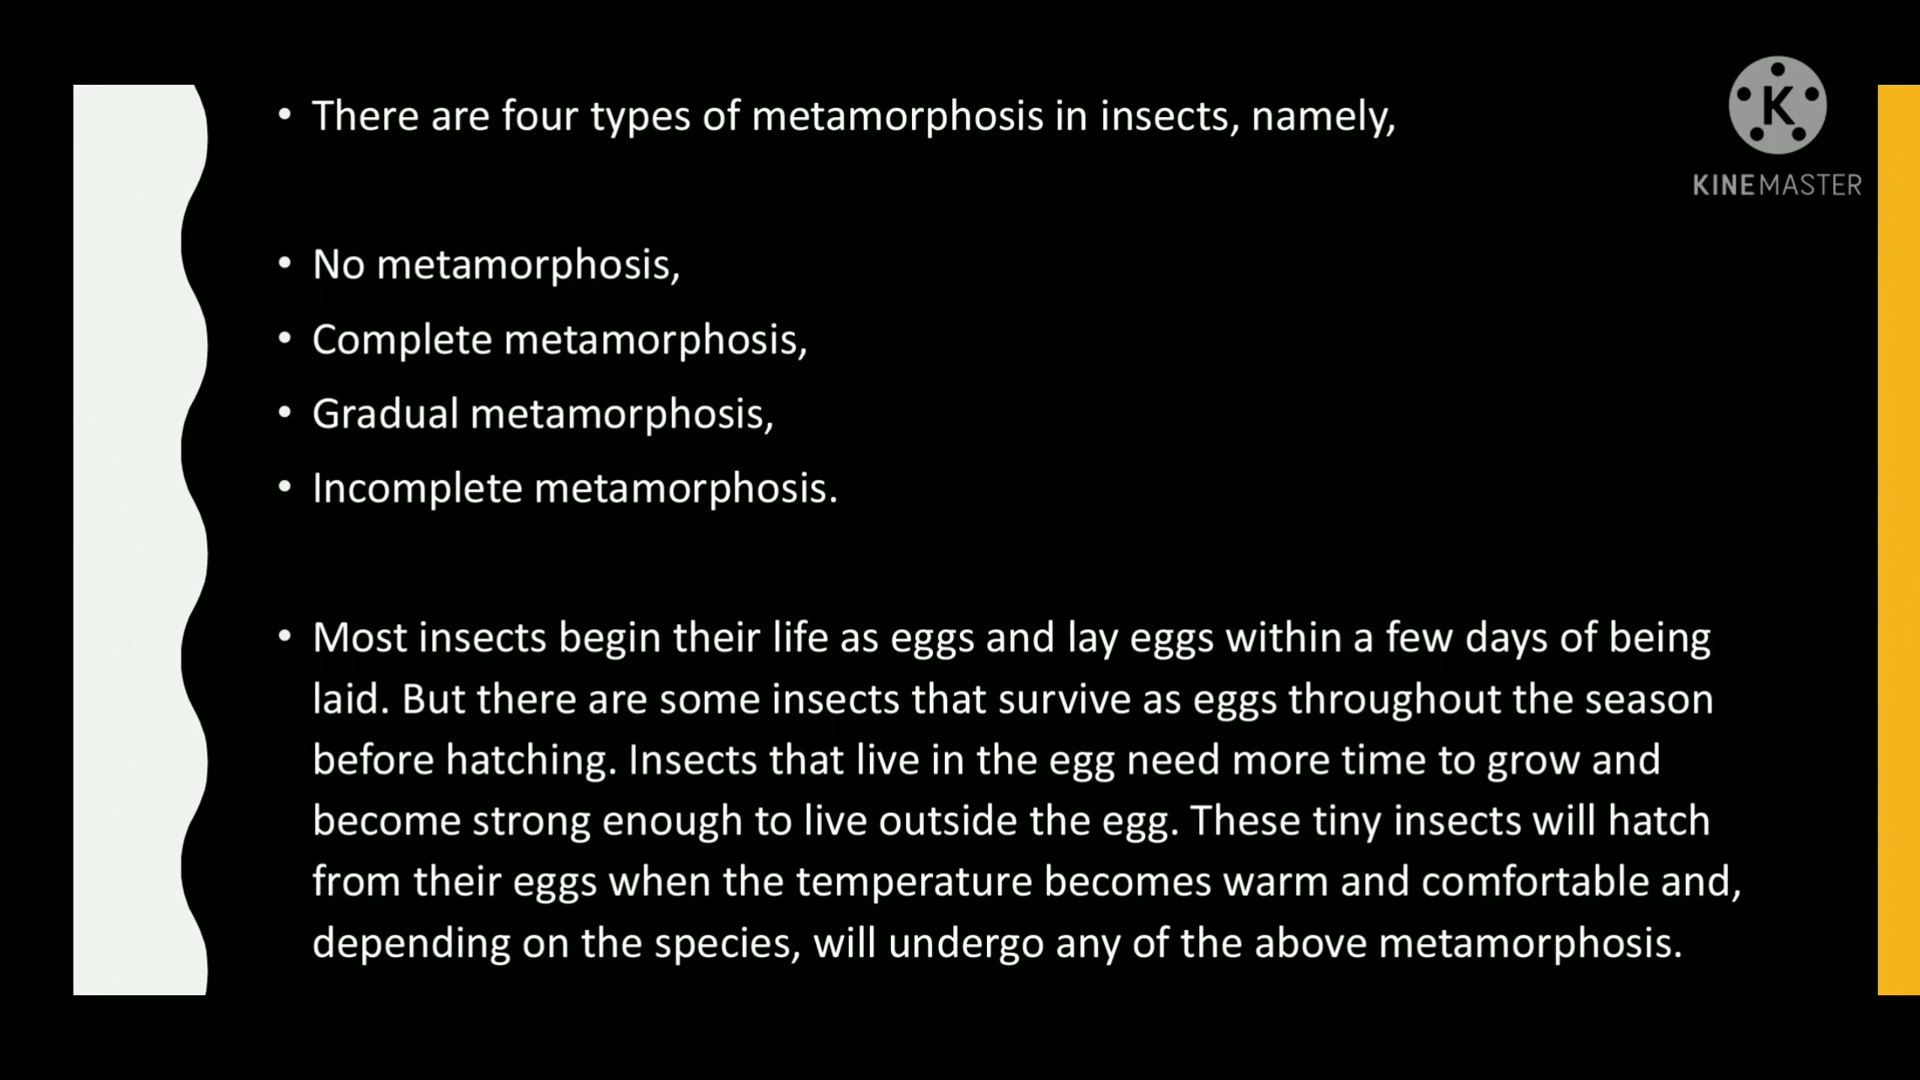 • There are four types of metamorphosis in insects, namely,
K
KINEMASTER
• No metamorphosis,
• Complete metamorphosis,
• Gradual metamorphosis,
• Incomplete metamorphosis.
• Most insects begin their life as eggs and lay eggs within a few days of being
laid. But there are some insects that survive as eggs throughout the season
before hatching. Insects that live in the egg need more time to grow and
become strong enough to live outside the egg. These tiny insects will hatch
from their eggs when the temperature becomes warm and comfortable and,
depending on the species, will undergo any of the above metamorphosis.